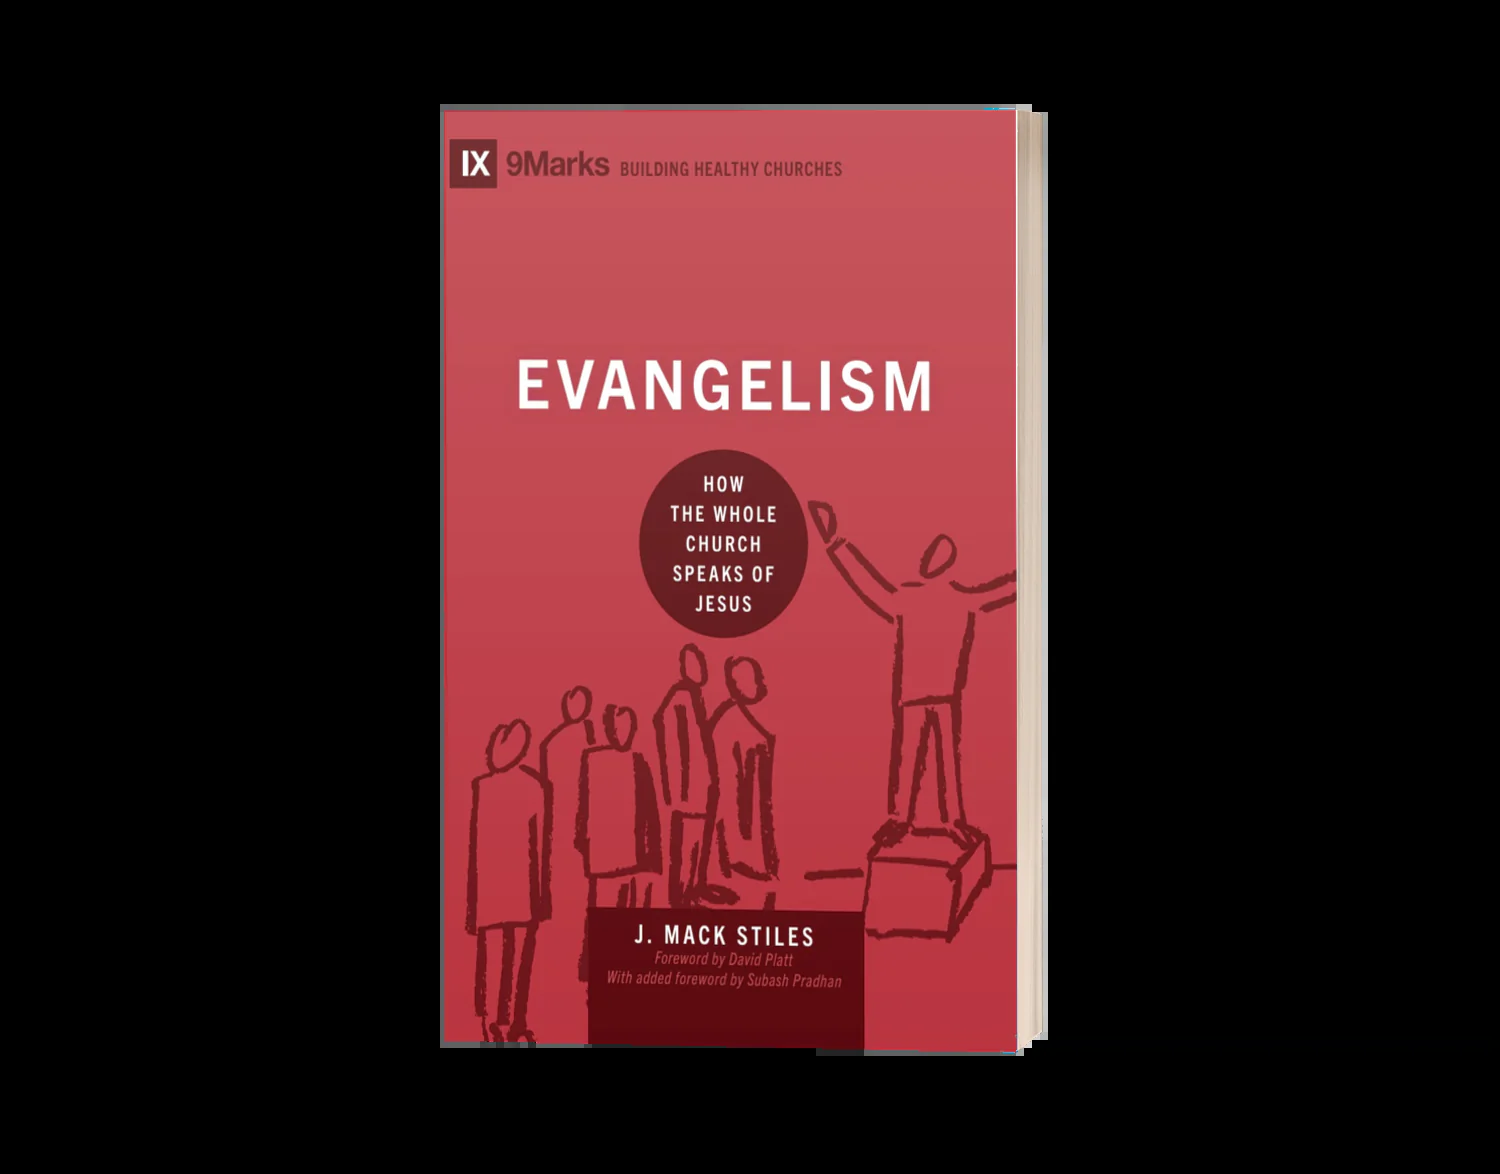 IX 9Marks BUILDING HEALTHY CHURCHES
EVANGELISM
HOW
THE WHOLE
CHURCH
SPEAKS OF
JESUS
J. MACK STILES
Foreword by David Platt
With added foreword by Subash Pradhan